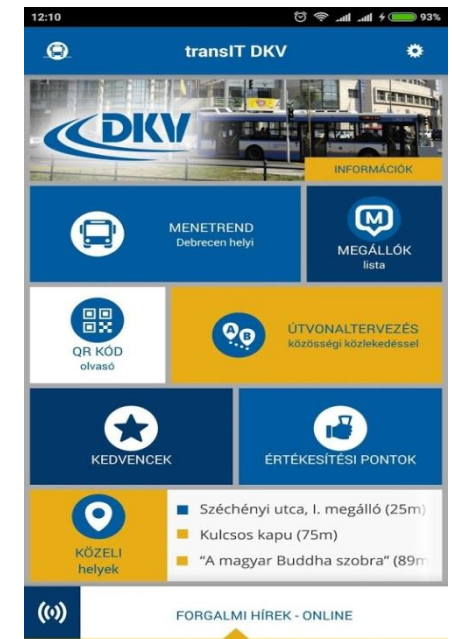 12:10
93%
transIT DKV
DKV
INFORMÁCIÓK
MENETREND
Debrecen helyi
MEGÁLLÓK
lista
QR KÓD
olvasó
A B
ÚTVONALTERVEZÉS
közösségi közlekedéssel
KEDVENCEK
ÉRTÉKESÍTÉSI PONTOK
KÖZELI
helyek
Széchényi utca, I. megálló (25m)
Kulcsos kapu (75m)
“A magyar Buddha szobra” (89m
FORGALMI HÍREK - ONLINE